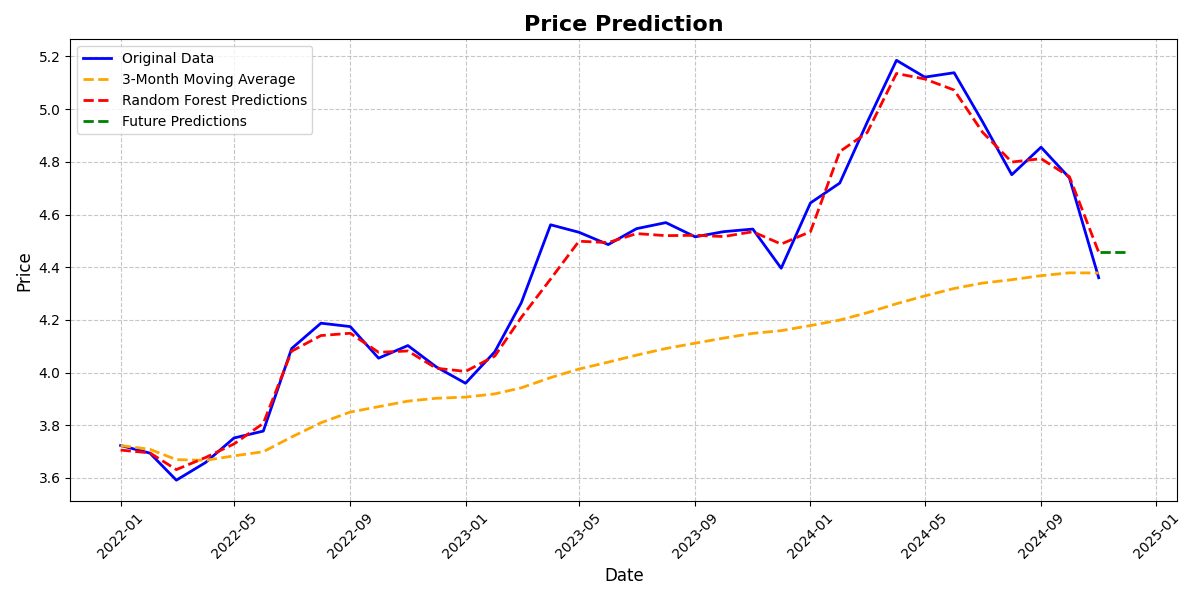 Price Prediction
Original Data
3-Month Moving Average
Random Forest Predictions
Future Predictions
Price
5.2
5.0
4.8
4.6
4.4
4.2
4.0
3.8
3.6
2022-01
2022-05
2022-09
2023-01
2023-05
2023-09
2024-01
2024-05
2024-09
2025-01
Date